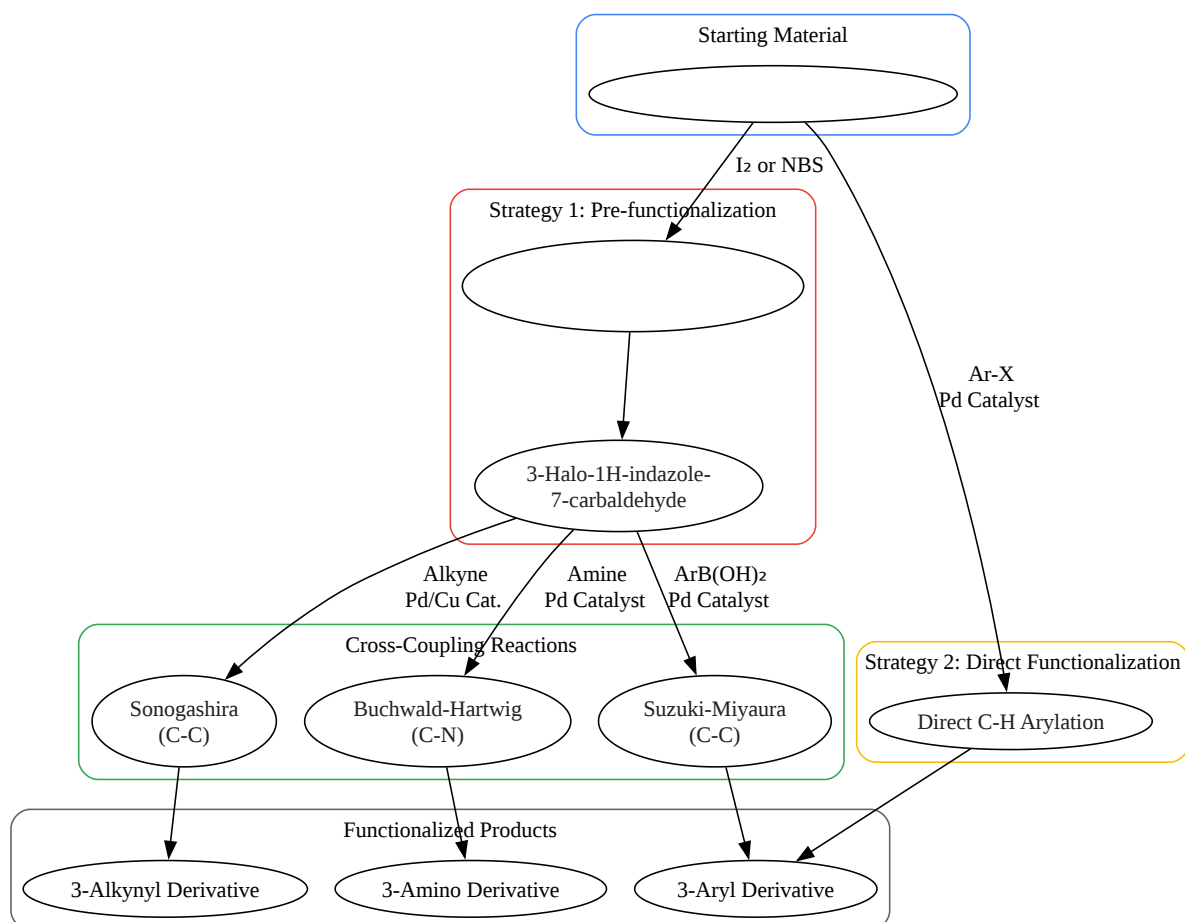 Starting Material
I₂ or NBS
Strategy 1: Pre-functionalization
Ar-X
Pd Catalyst
3-Halo-1H-indazole-
7-carbaldehyde
Alkyne
Pd/Cu Cat.
Amine
Pd Catalyst
ArB(OH)₂
Pd Catalyst
Cross-Coupling Reactions
Strategy 2: Direct Functionalization
Sonogashira
(C-C)
Buchwald-Hartwig
(C-N)
Suzuki-Miyaura
(C-C)
Direct C-H Arylation
Functionalized Products
3-Alkynyl Derivative
3-Amino Derivative
3-Aryl Derivative